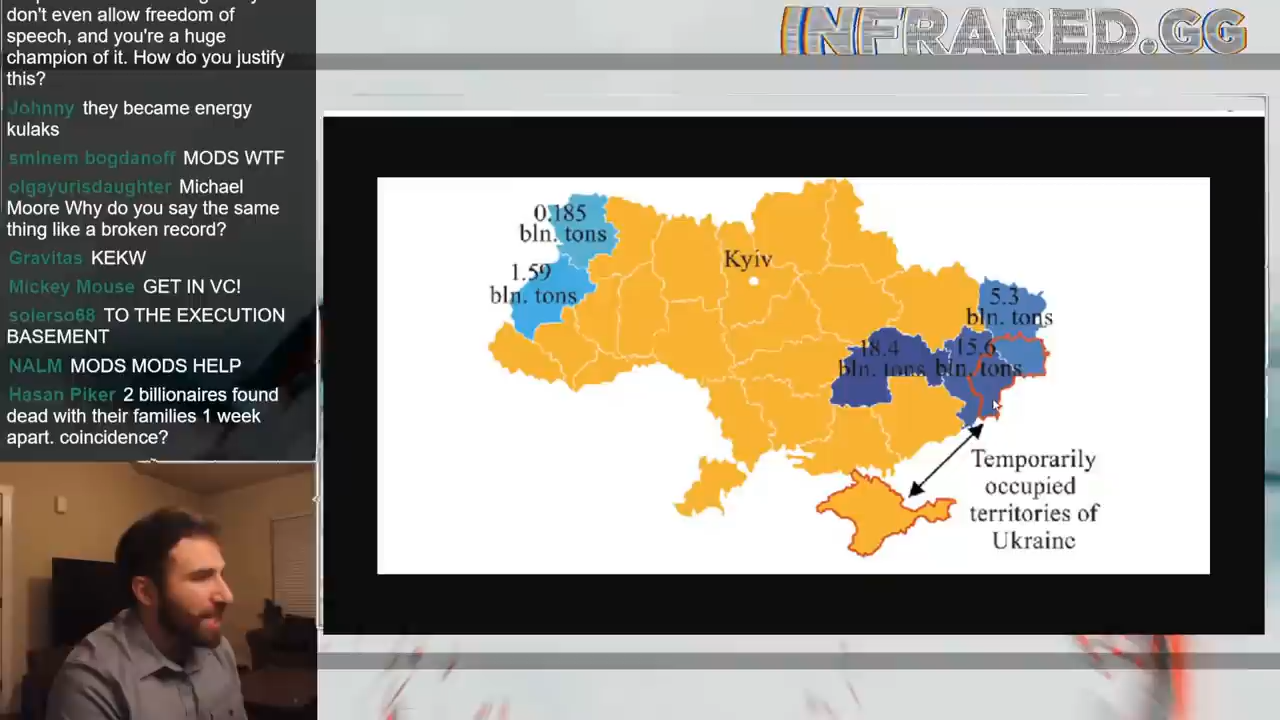 don't even allow freedom of
speech, and you're a huge
champion of it. How do you justify
this?
Johnny they became energy
kulaks
sminem bogdanoff MODS WTF
olgayurisdaughter Michael
Moore Why do you say the same
thing like a broken record?
Gravitas KEKW
Mickey Mouse GET IN VC!
solerso68 TO THE EXECUTION
BASEMENT
NALM MODS MODS HELP
Hasan Piker 2 billionaires found
dead with their families 1 week
apart. coincidence?
INFRARED.GG
0.185
bln. tons
1.59
bln. tons
Kyiv
5.3
bln. tons
18.4
bln. tons
15.6
bln. tons
Temporarily
occupied
territories of
Ukraine